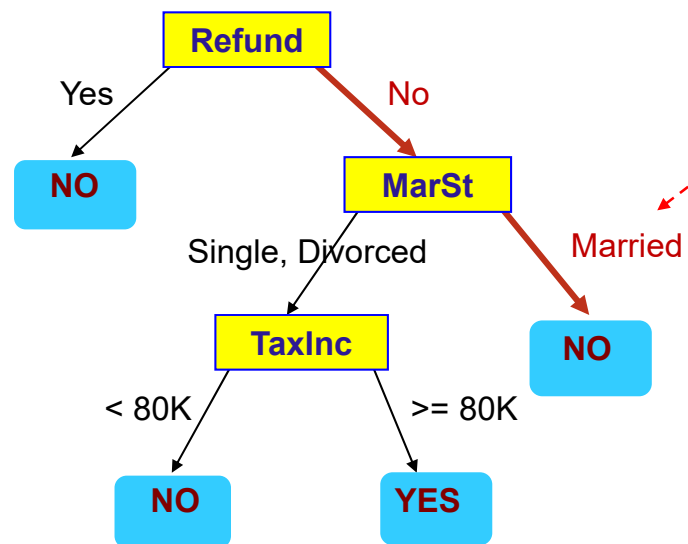 Refund
Yes
No
NO
MarSt
Single, Divorced
Married
TaxInc
NO
< 80K
>= 80K
NO
YES